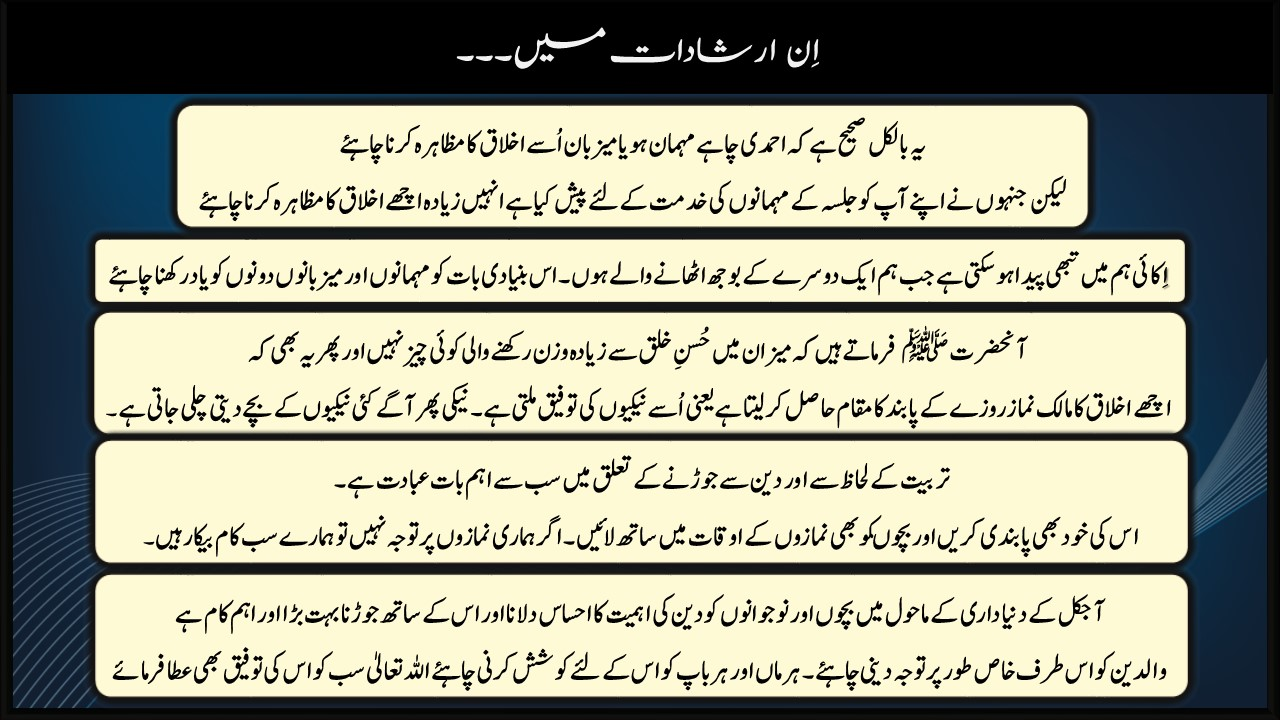 اِن ارشادات میں۔۔۔
یہ بالکل صحیح ہے کہ احمدی چاہے مہمان ہو یا میزبان اُسے اخلاق کا مظاہرہ کرنا چاہئے
لیکن جنہوں نے اپنے آپ کو جلسہ کے مہمانوں کی خدمت کے لئے پیش کیا ہے انہیں زیادہ اچھے اخلاق کا مظاہرہ کرنا چاہئے
اِکائی ہم میں تبھی پیدا ہو سکتی ہے جب ہم ایک دوسرے کے بوجھ اٹھانے والے ہوں۔ اس بنیادی بات کو مہمانوں اور میزبانوں دونوں کو یاد رکھنا چاہئے
آنحضرت ﷺ فرماتے ہیں کہ میزان میں حُسنِ خلق سے زیادہ وزن رکھنے والی کوئی چیز نہیں اور پھر یہ بھی کہ
اچھے اخلاق کا مالک نماز روزے کے پابند کا مقام حاصل کر لیتا ہے یعنی اُسے نیکیوں کی توفیق ملتی ہے۔ نیکی پھر آگے کئی نیکیوں کے بچے دیتی چلی جاتی ہے۔
تربیت کے لحاظ سے اور دین سے جوڑنے کے تعلق میں سب سے اہم بات عبادت ہے۔
اس کی خود بھی پابندی کریں اور بچوں کو بھی نمازوں کے اوقات میں ساتھ لائیں۔ اگر ہماری نمازوں پر توجہ نہیں تو ہمارے سب کام بیکار ہیں۔
آجکل کے دنیاداری کے ماحول میں بچوں اور نوجوانوں کو دین کی اہمیت کا احساس دلانا اور اس کے ساتھ جوڑنا بہت بڑا اور اہم کام ہے
والدین کو اس طرف خاص طور پر توجہ دینی چاہئے۔ ہر ماں اور ہر باپ کو اس کے لئے کوشش کرنی چاہئے اللہ تعالیٰ سب کو اس کی توفیق بھی عطا فرمائے